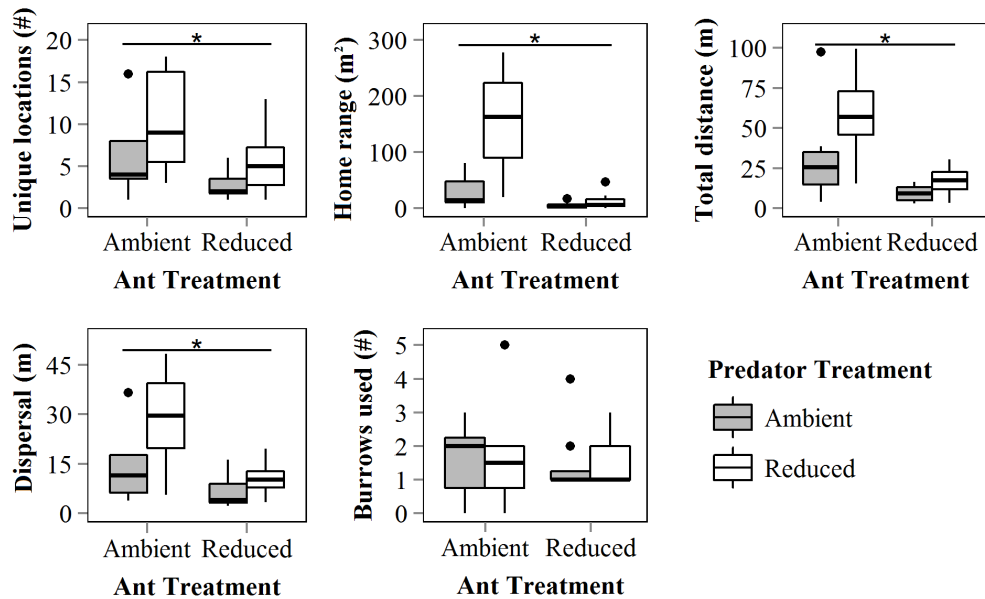 Unique locations (#)
20
15
10
5
0
*
Ambient Reduced
Ant Treatment
Home range (m²)
300
200
100
0
*
Ambient Reduced
Ant Treatment
Total distance (m)
100
75
50
25
0
*
Ambient Reduced
Ant Treatment
Dispersal (m)
45
30
15
0
*
Ambient Reduced
Ant Treatment
Burrows used (#)
5
4
3
2
1
0
Ambient Reduced
Ant Treatment
Predator Treatment
Ambient
Reduced